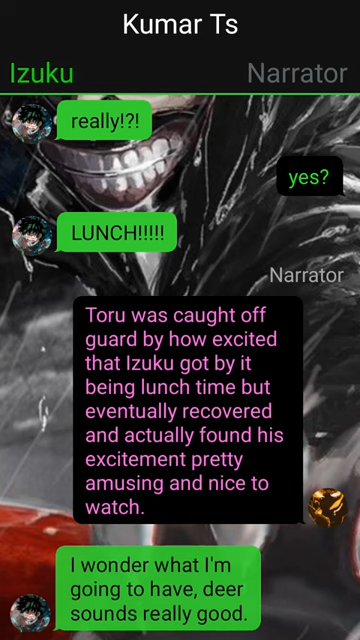 Kumar Ts
Izuku
Narrator
really!?!
yes?
LUNCH!!!!!
Narrator
Toru was caught off
guard by how excited
that Izuku got by it
being lunch time but
eventually recovered
and actually found his
excitement pretty
amusing and nice to
watch.
I wonder what I'm
going to have, deer
sounds really good.